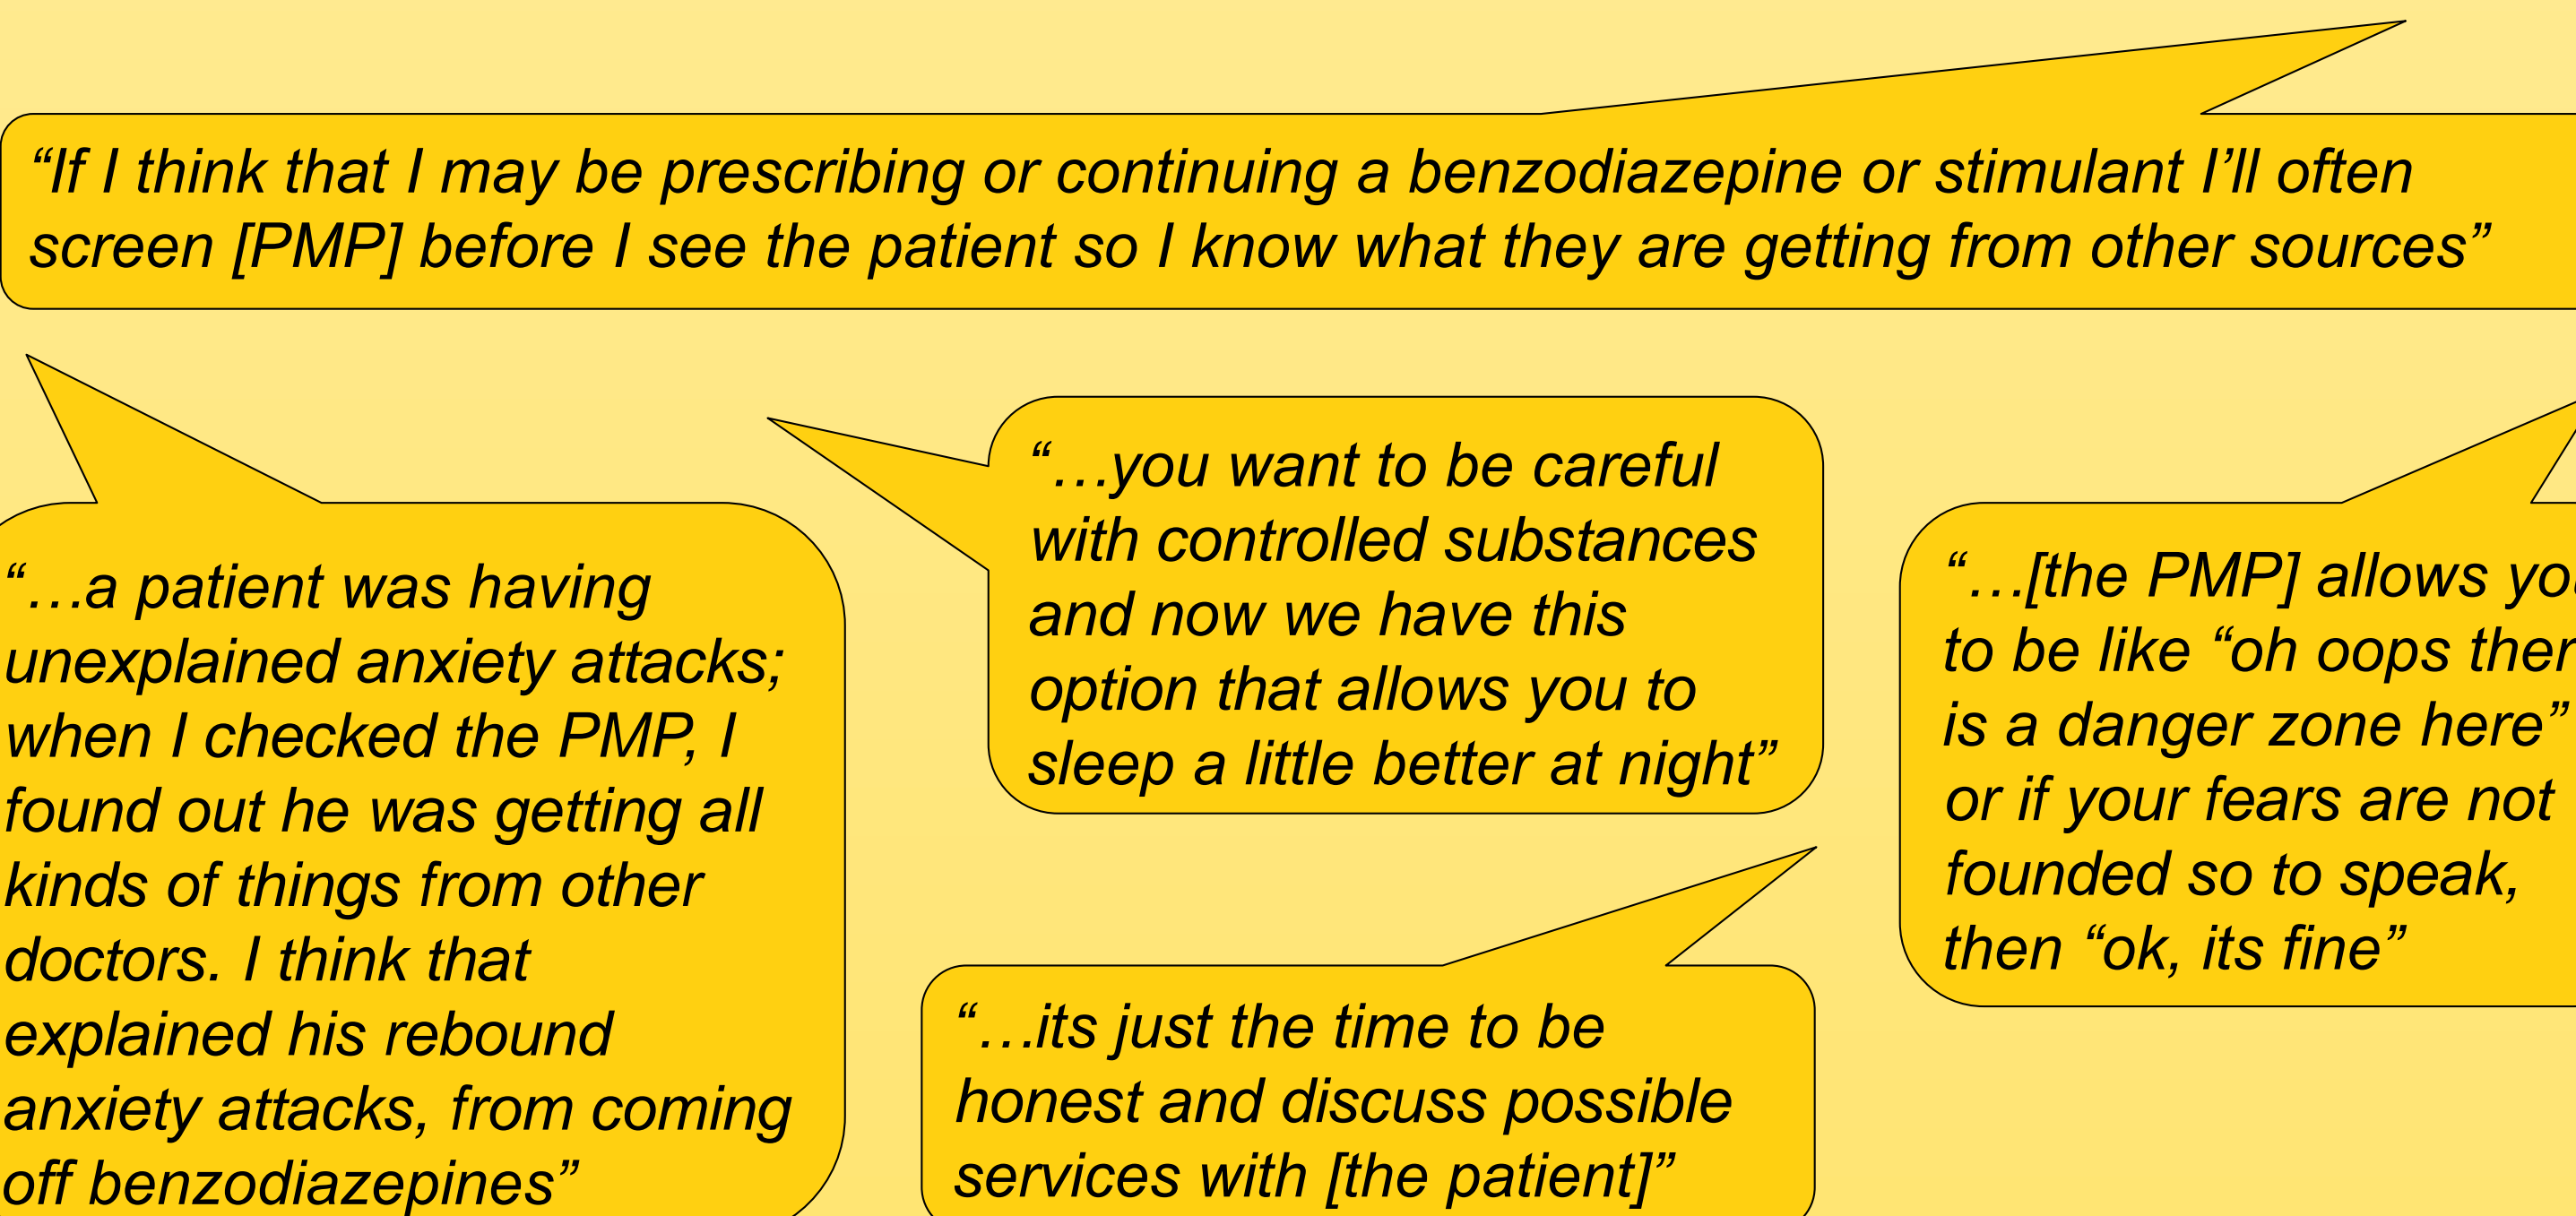 “If I think that I may be prescribing or continuing a benzodiazepine or stimulant I’ll often
screen [PMP] before I see the patient so I know what they are getting from other sources”
“…a patient was having
unexplained anxiety attacks;
when I checked the PMP, I
found out he was getting all
kinds of things from other
doctors. I think that
explained his rebound
anxiety attacks, from coming
off benzodiazepines”
“…you want to be careful
with controlled substances
and now we have this
option that allows you to
sleep a little better at night”
“…its just the time to be
honest and discuss possible
services with [the patient]”
“…[the PMP] allows
to be like “oh oops
is a danger zone here”
or if your fears are not
founded so to speak,
then “ok, its fine”